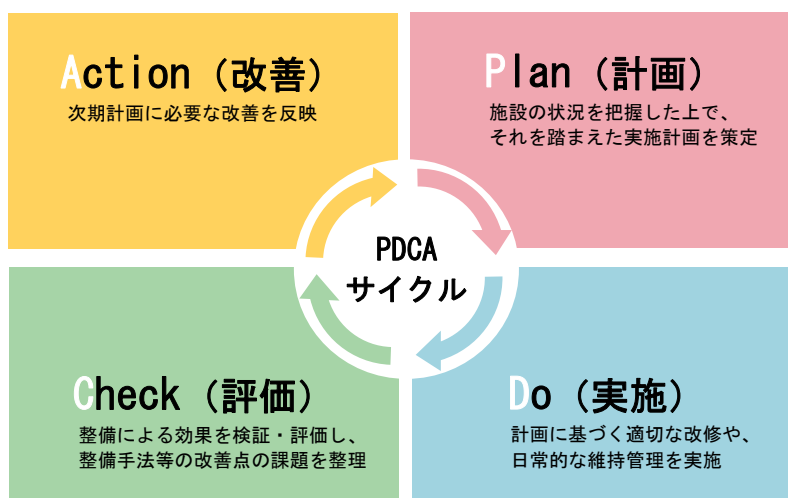 Action（改善）
次期計画に必要な改善を反映
Plan（計画）
施設の状況を把握した上で、
それを踏まえた実施計画を策定
PDCA
サイクル
Check（評価）
整備による効果を検証・評価し、
整備手法等の改善点の課題を整理
Do（実施）
計画に基づく適切な改修や、
日常的な維持管理を実施